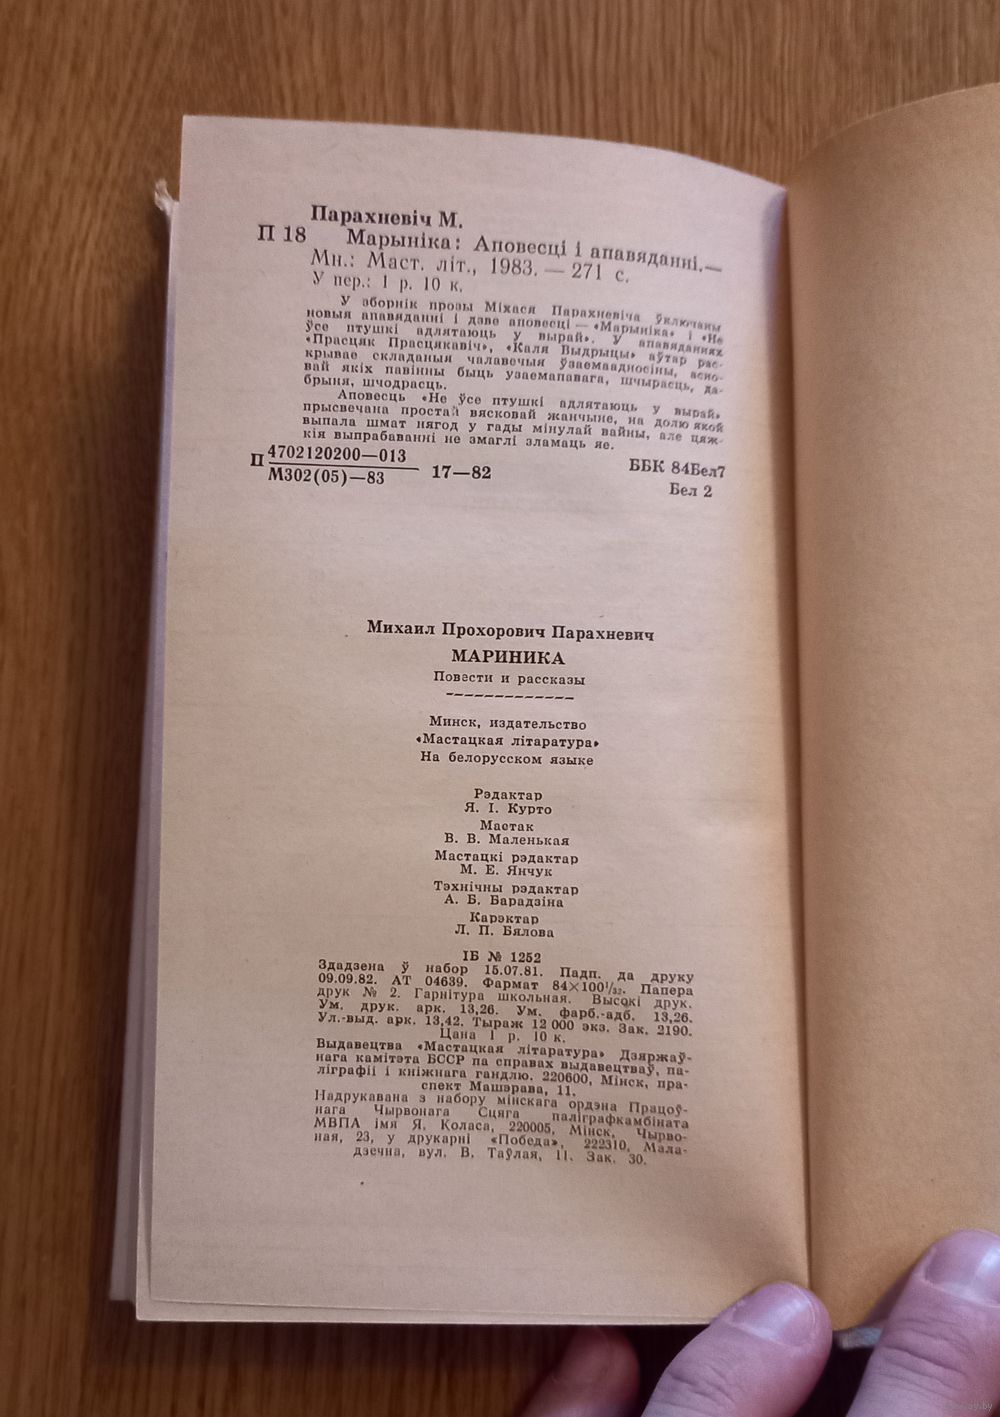 Парахневіч М.
П 18 Марыніка: Аповесці і апавяданні.—
Мн.: Маст. літ., 1983. — 271 с.
У пер.: 1 р. 10 к.
У зборнік прозы Міхася Парахневіча ўключаны
новыя апавяданні і дзве аповесці — «Марыніка» і «Не
ўсе птушкі адлятаюць у вырай». У апавяданнях
«Прасцяк Прасцякавіч», «Каля Выдрыцы» аўтар рас-
крывае складаныя чалавечыя ўзаемаадносіны, асно-
вай якіх павінны быць узаемапавага, шчырасць, да-
брыня, шчодрасць.
Аповесць «Не ўсе птушкі адлятаюць у вырай»
прысвечана простай вясковай жанчыне, на долю якой
выпала шмат нягод у гады мінулай вайны, але цяж-
кія выпрабаванні не змаглі зламаць яе.
П 4702120200—013
М302(05)—83 17—82
ББК 84Бел7
Бел 2
Михаил Прохорович Парахневич
МАРИНИКА
Повести и рассказы
Минск, издательство
«Мастацкая літаратура»
На белорусском языке
Рэдактар
Я. І. Курто
Мастак
В. В. Маленькая
Мастацкі рэдактар
М. Е. Янчук
Тэхнічны рэдактар
А. Б. Барадзіна
Карэктар
Л. П. Бялова
ІБ № 1252
Здадзена ў набор 15.07.81. Падп. да друку
09.09.82. АТ 04639. Фармат 84×100¹/₃₂. Папера
друк № 2. Гарнітура школьная. Высокі друк.
Ум. друк. арк. 13,26. Ум. фарб.-адб. 13,26.
Ул.-выд. арк. 13,42. Тыраж 12 000 экз. Зак. 2190.
Цана 1 р. 10 к.
Выдавецтва «Мастацкая літаратура» Дзяржаў-
нага камітэта БССР па справах выдавецтваў, па-
ліграфіі і кніжнага гандлю. 220600, Мінск, пра-
спект Машэрава, 11.
Надрукавана з набору мінскага ордэна Працоў-
нага Чырвонага Сцяга паліграфкамбіната
МВПА імя Я. Коласа, 220005, Мінск, Чырво-
ная, 23, у друкарні «Победа», 222310, Мала-
дзечна, вул. В. Таўлая, 11. Зак. 30.